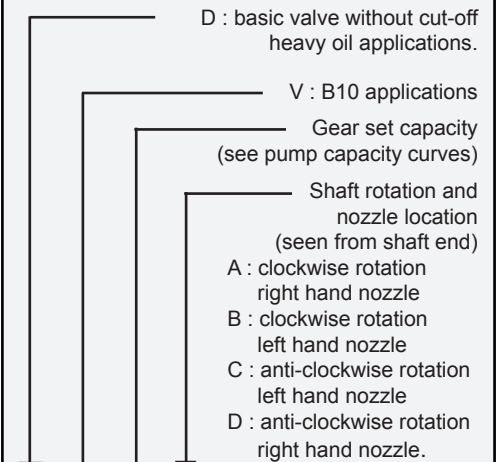 D : basic valve without cut-off
heavy oil applications.
V : B10 applications
Gear set capacity
(see pump capacity curves)
Shaft rotation and
nozzle location
(seen from shaft end)
A : clockwise rotation
right hand nozzle
B : clockwise rotation
left hand nozzle
C : anti-clockwise rotation
left hand nozzle
D : anti-clockwise rotation
right hand nozzle.